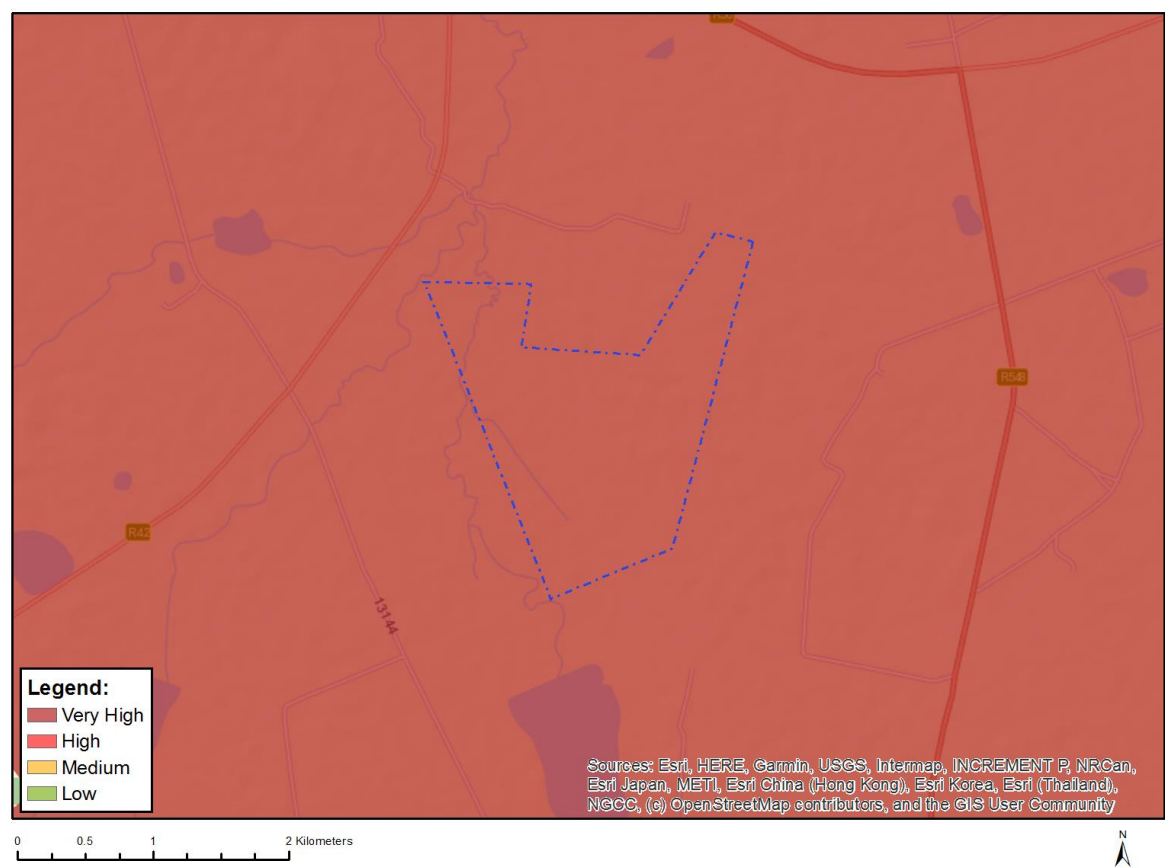 R42
R548
13144
Legend:
Very High
High
Medium
Low
Sources: Esri, HERE, Garmin, USGS, Intermap, INCREMENT P, NRCan,
Esri Japan, METI, Esri China (Hong Kong), Esri Korea, Esri (Thailand),
NGCC, (c) OpenStreetMap contributors, and the GIS User Community
0 0.5 1 2 Kilometers
N